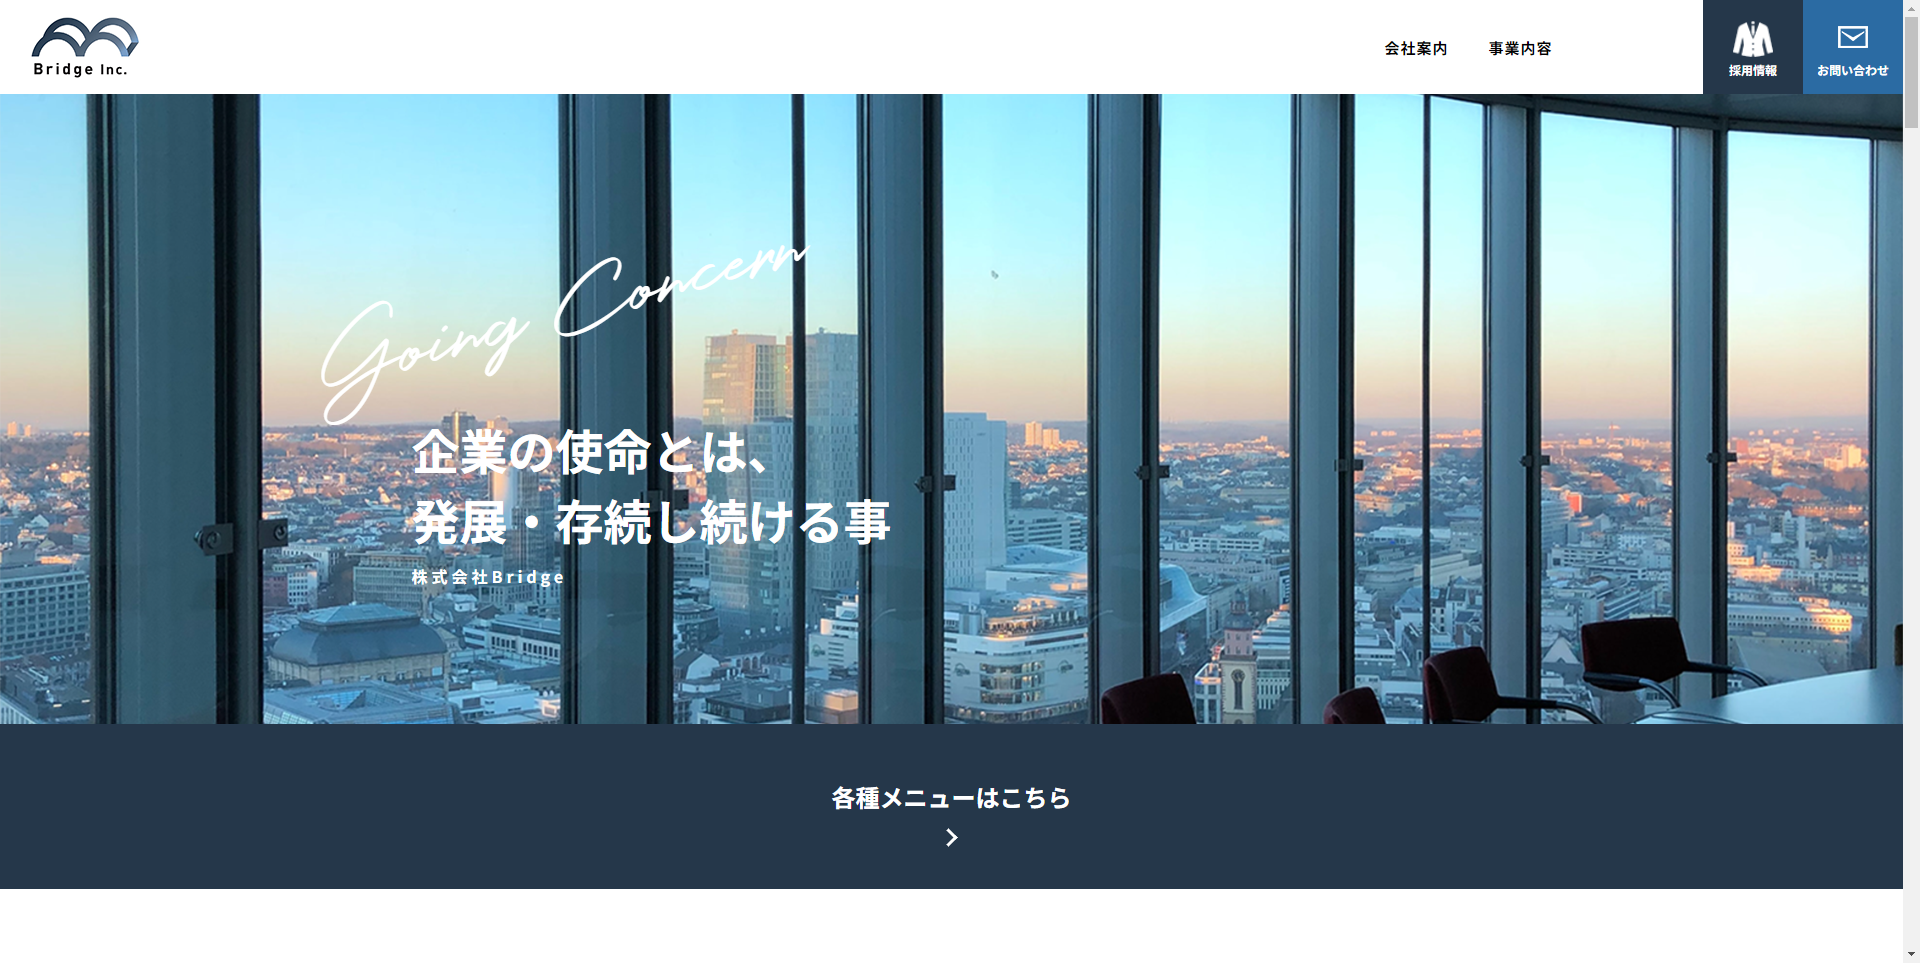 Bridge Inc.
会社案内
事業内容
採用情報
お問い合わせ
Going Concern
企業の使命とは、
発展・存続し続ける事
株式会社Bridge
各種メニューはこちら